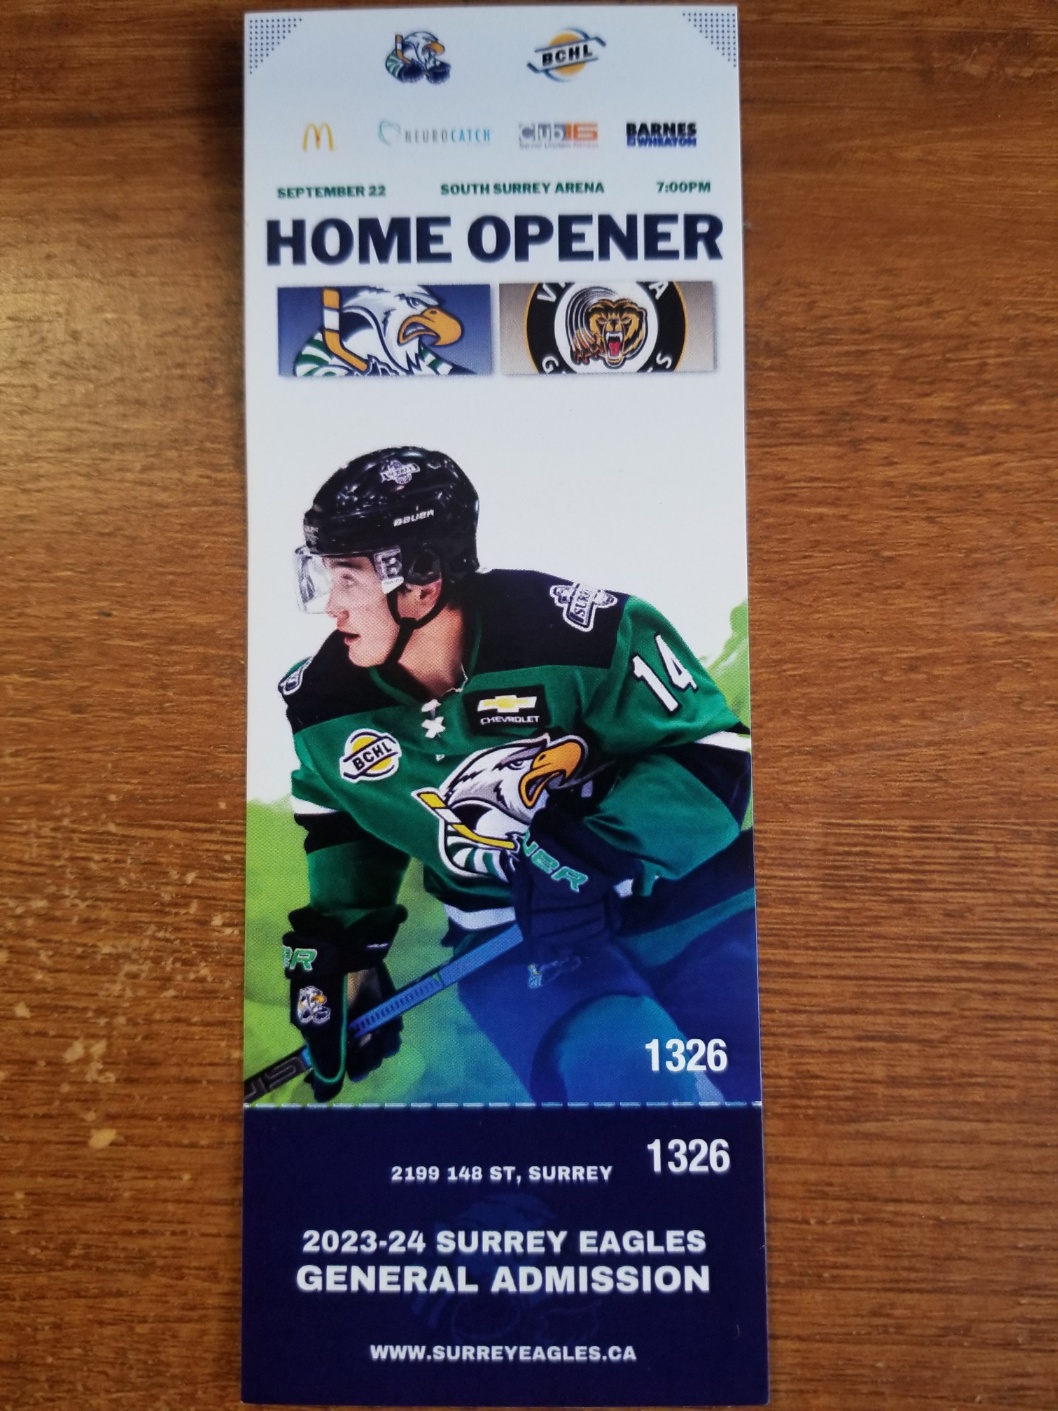 BCHL
NEUROCATCH
Club16
BARNES
WHEATON
SEPTEMBER 22 SOUTH SURREY ARENA 7:00PM
HOME OPENER
BAUER
SURREY
14
CHEVROLET
BCHL
1326
1326
2199 148 ST, SURREY
2023-24 SURREY EAGLES
GENERAL ADMISSION
WWW.SURREYEAGLES.CA